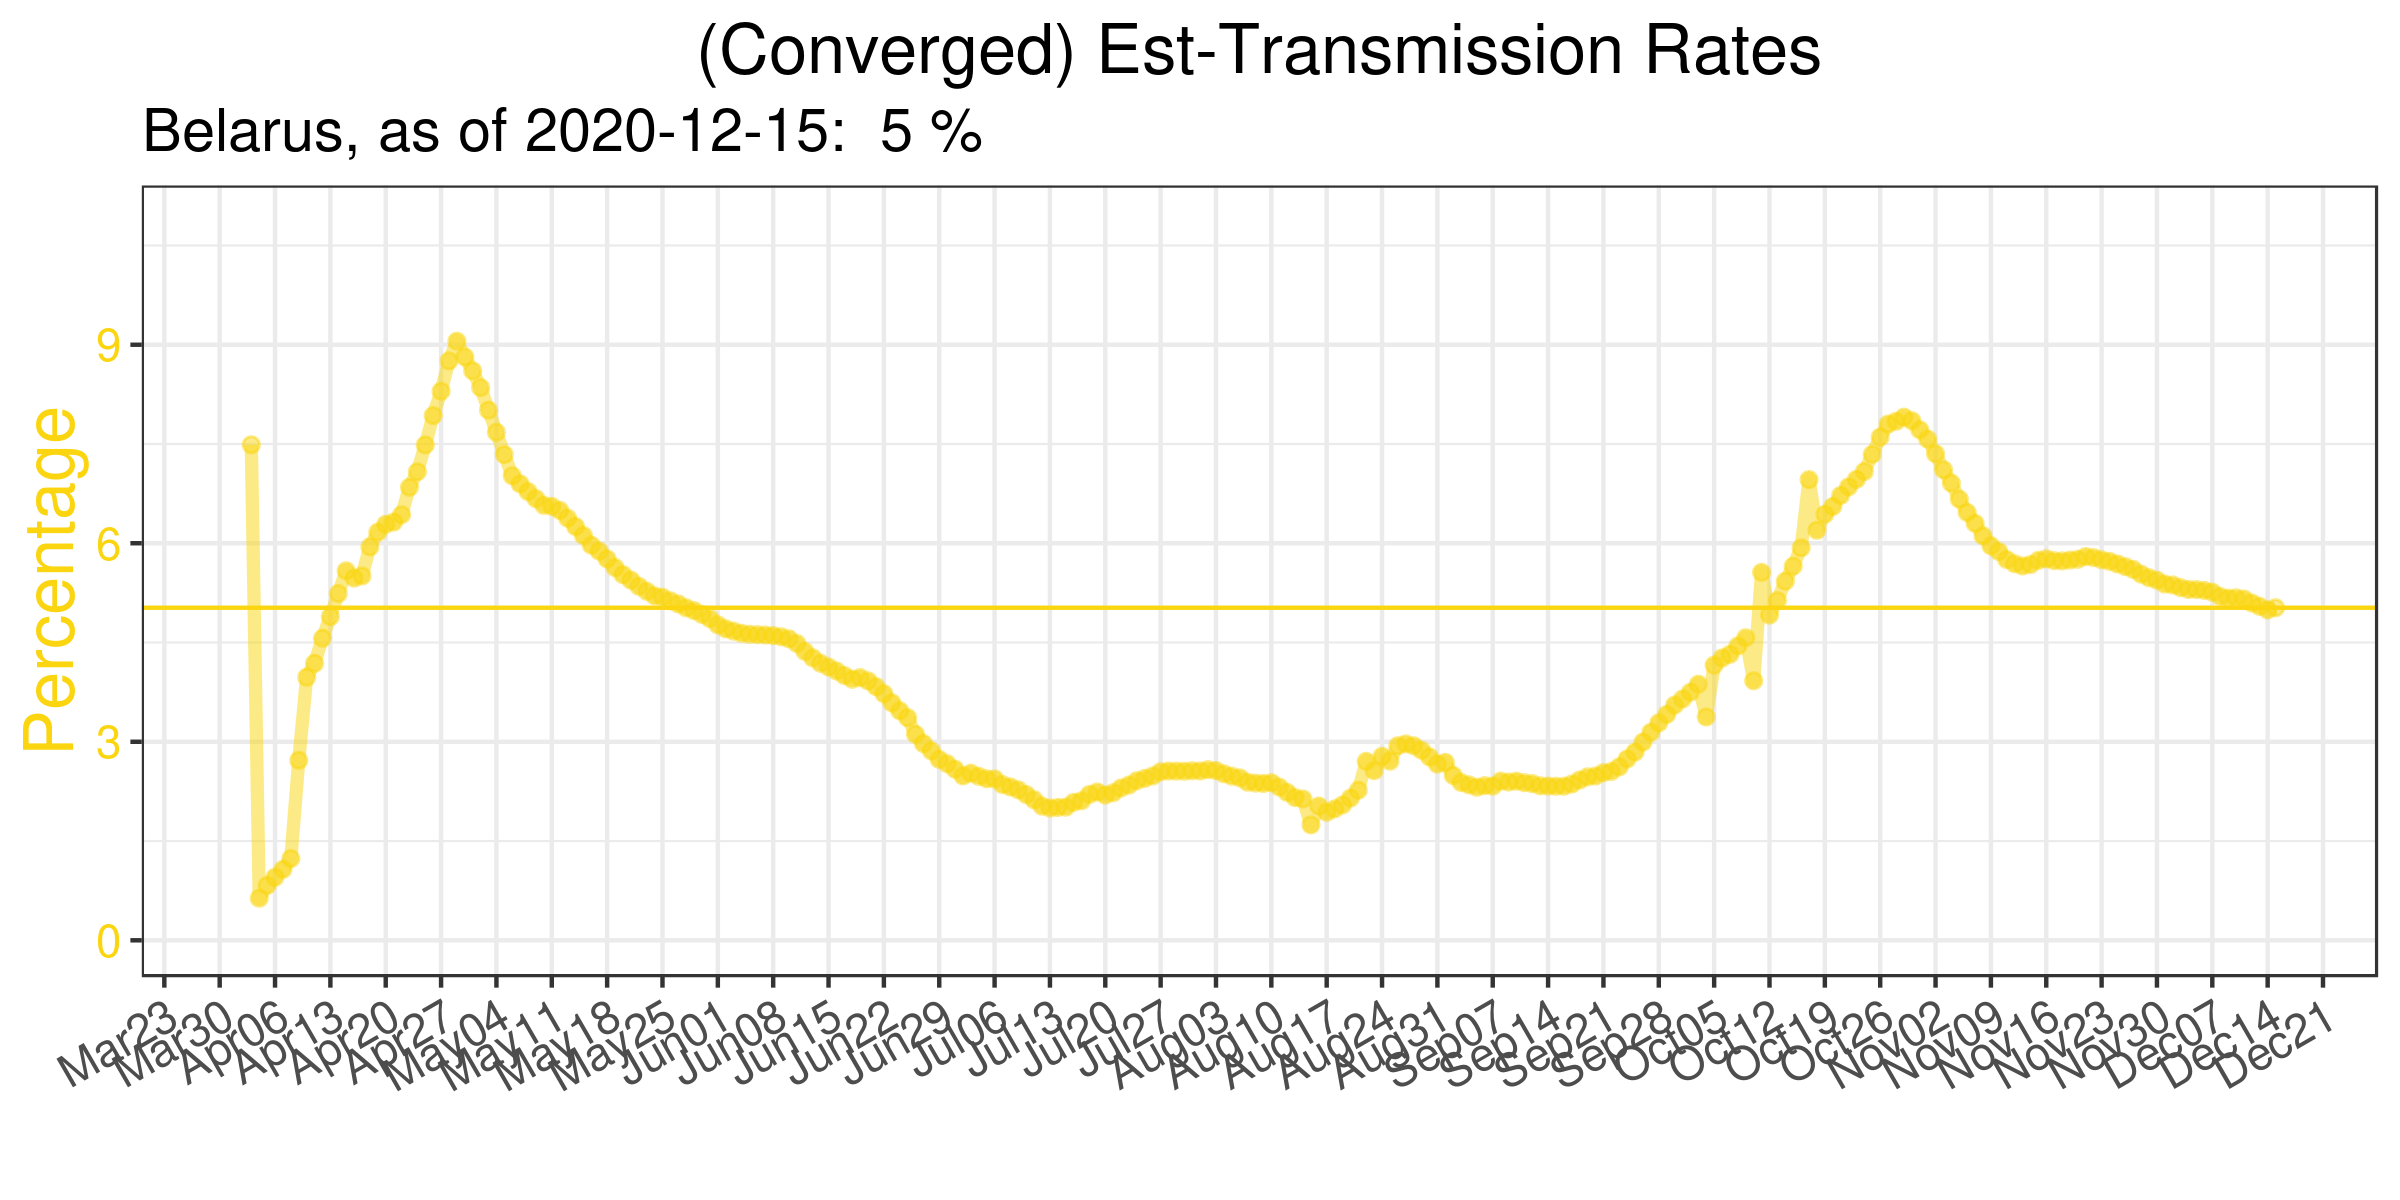 (Converged) Est-Transmission Rates
Belarus, as of 2020-12-15:  5 %
Percentage
9
6
3
0
Mar23
Mar30
Apr06
Apr13
Apr20
Apr27
May04
May11
May18
May25
Jun01
Jun08
Jun15
Jun22
Jun29
Jul06
Jul13
Jul20
Jul27
Aug03
Aug10
Aug17
Aug24
Aug31
Sep07
Sep14
Sep21
Sep28
Oct05
Oct12
Oct19
Oct26
Nov02
Nov09
Nov16
Nov23
Nov30
Dec07
Dec14
Dec21